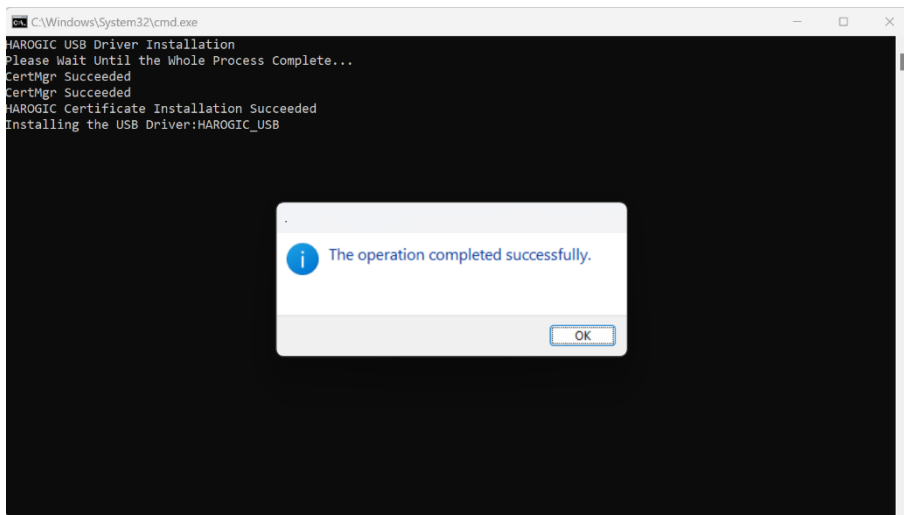 C:\Windows\System32\cmd.exe
HAROGIC USB Driver Installation
Please Wait Until the Whole Process Complete...
CertMgr Succeeded
CertMgr Succeeded
HAROGIC Certificate Installation Succeeded
Installing the USB Driver:HAROGIC_USB
.
The operation completed successfully.
OK